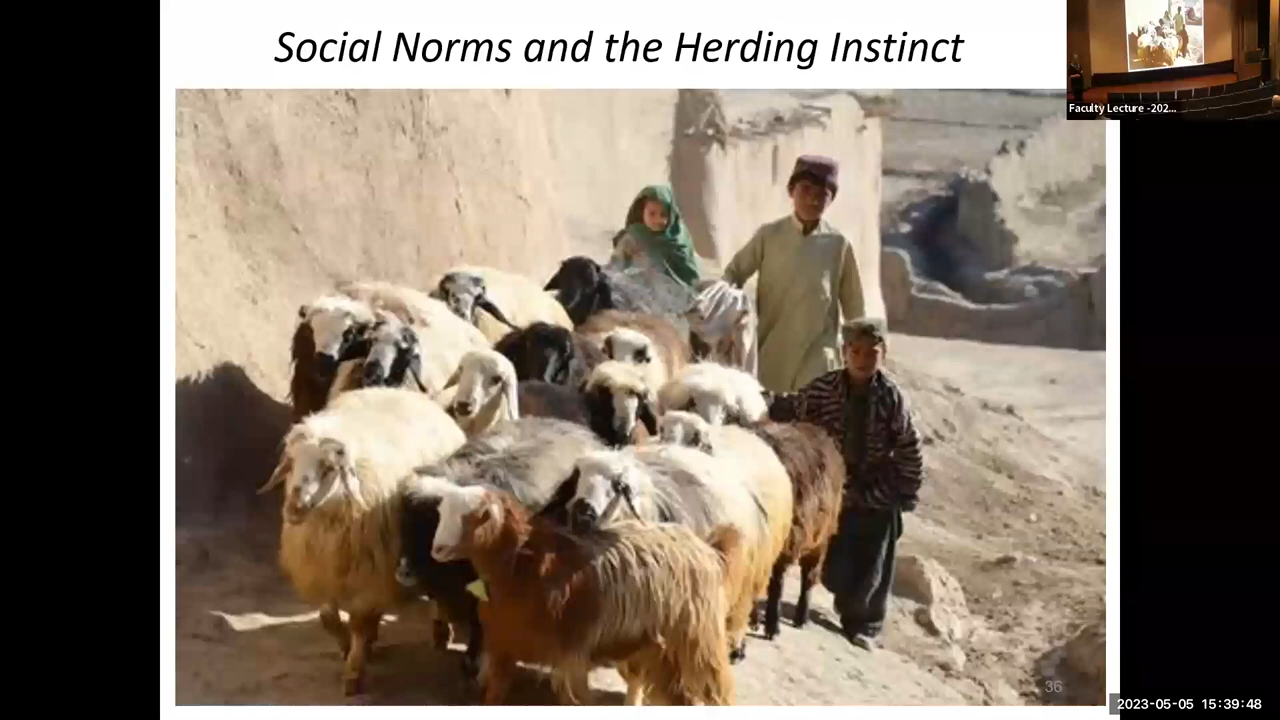 Social Norms and the Herding Instinct
Faculty Lecture -202...
36
2023-05-05 15:39:48